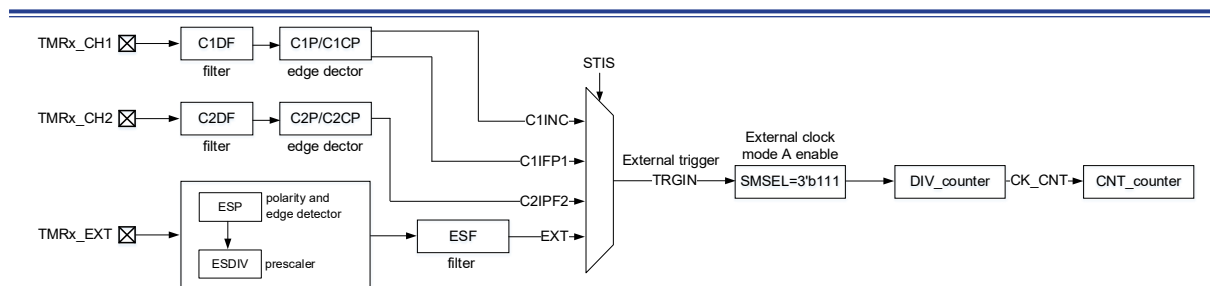 TMRx_CH1
C1DF
filter
C1P/C1CP
edge dector
STIS
TMRx_CH2
C2DF
filter
C2P/C2CP
edge dector
C1INC
C1IFP1
C2IPF2
EXT
External trigger
TRGIN
External clock
mode A enable
SMSEL=3'b111
DIV_counter
CK_CNT
CNT_counter
TMRx_EXT
ESP
polarity and
edge detector
ESDIV
prescaler
ESF
filter